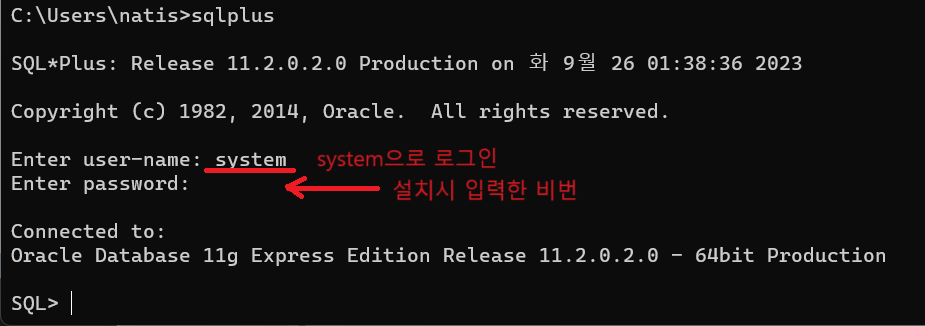 C:\Users\natis>sqlplus
SQL*Plus: Release 11.2.0.2.0 Production on 화 9월 26 01:38:36 2023
Copyright (c) 1982, 2014, Oracle.  All rights reserved.
Enter user-name: system system으로 로그인
Enter password: 설치시 입력한 비번
Connected to:
Oracle Database 11g Express Edition Release 11.2.0.2.0 - 64bit Production
SQL>